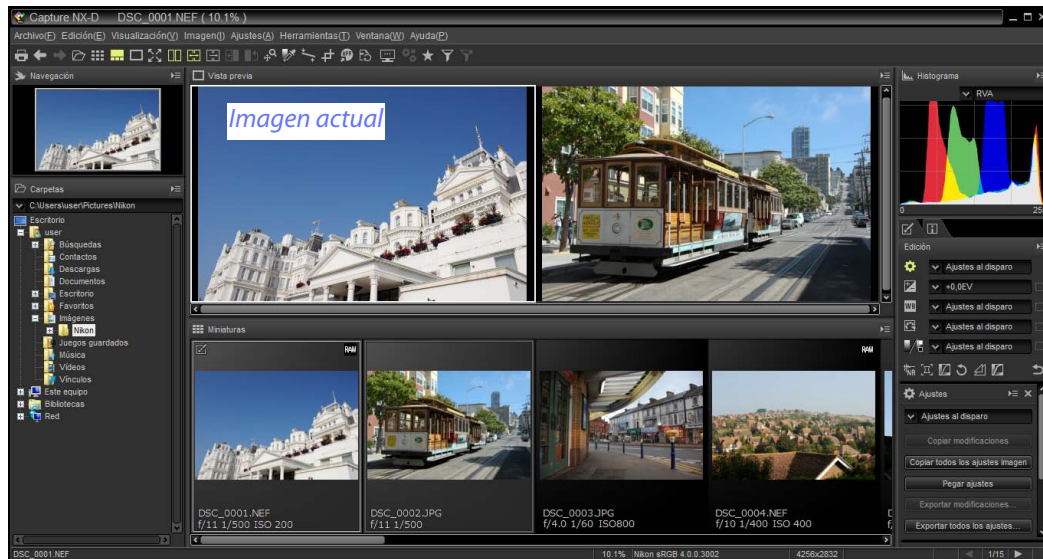 Capture NX-D DSC_0001.NEF ( 10.1% )
Archivo(F) Edición(E) Visualización(V) Imagen(I) Ajustes(A) Herramientas(T) Ventana(W) Ayuda(P)
Navegación
Carpetas
C:\Users\user\Pictures\Nikon
Escritorio
user
Búsquedas
Contactos
Descargas
Documentos
Escritorio
Favoritos
Imágenes
Nikon
Juegos guardados
Música
Vídeos
Vínculos
Este equipo
Bibliotecas
Red
Vista previa
Imagen actual
Miniaturas
RAW
RAW
DSC_0001.NEF
f/11 1/500 ISO 200
DSC_0002.JPG
f/11 1/500
DSC_0003.JPG
f/4.0 1/60 ISO800
DSC_0004.NEF
f/10 1/400 ISO 400
Histograma
RVA
0
25
Edición
Ajustes al disparo
+0,0EV
WB
Ajustes al disparo
Ajustes al disparo
Ajustes al disparo
NR
Ajustes
Ajustes al disparo
Copiar modificaciones
Copiar todos los ajustes imagen
Pegar ajustes
Exportar modificaciones...
Exportar todos los ajustes...
DSC_0001.NEF
10.1% Nikon sRGB 4.0.0.3002 4256x2832 1/15